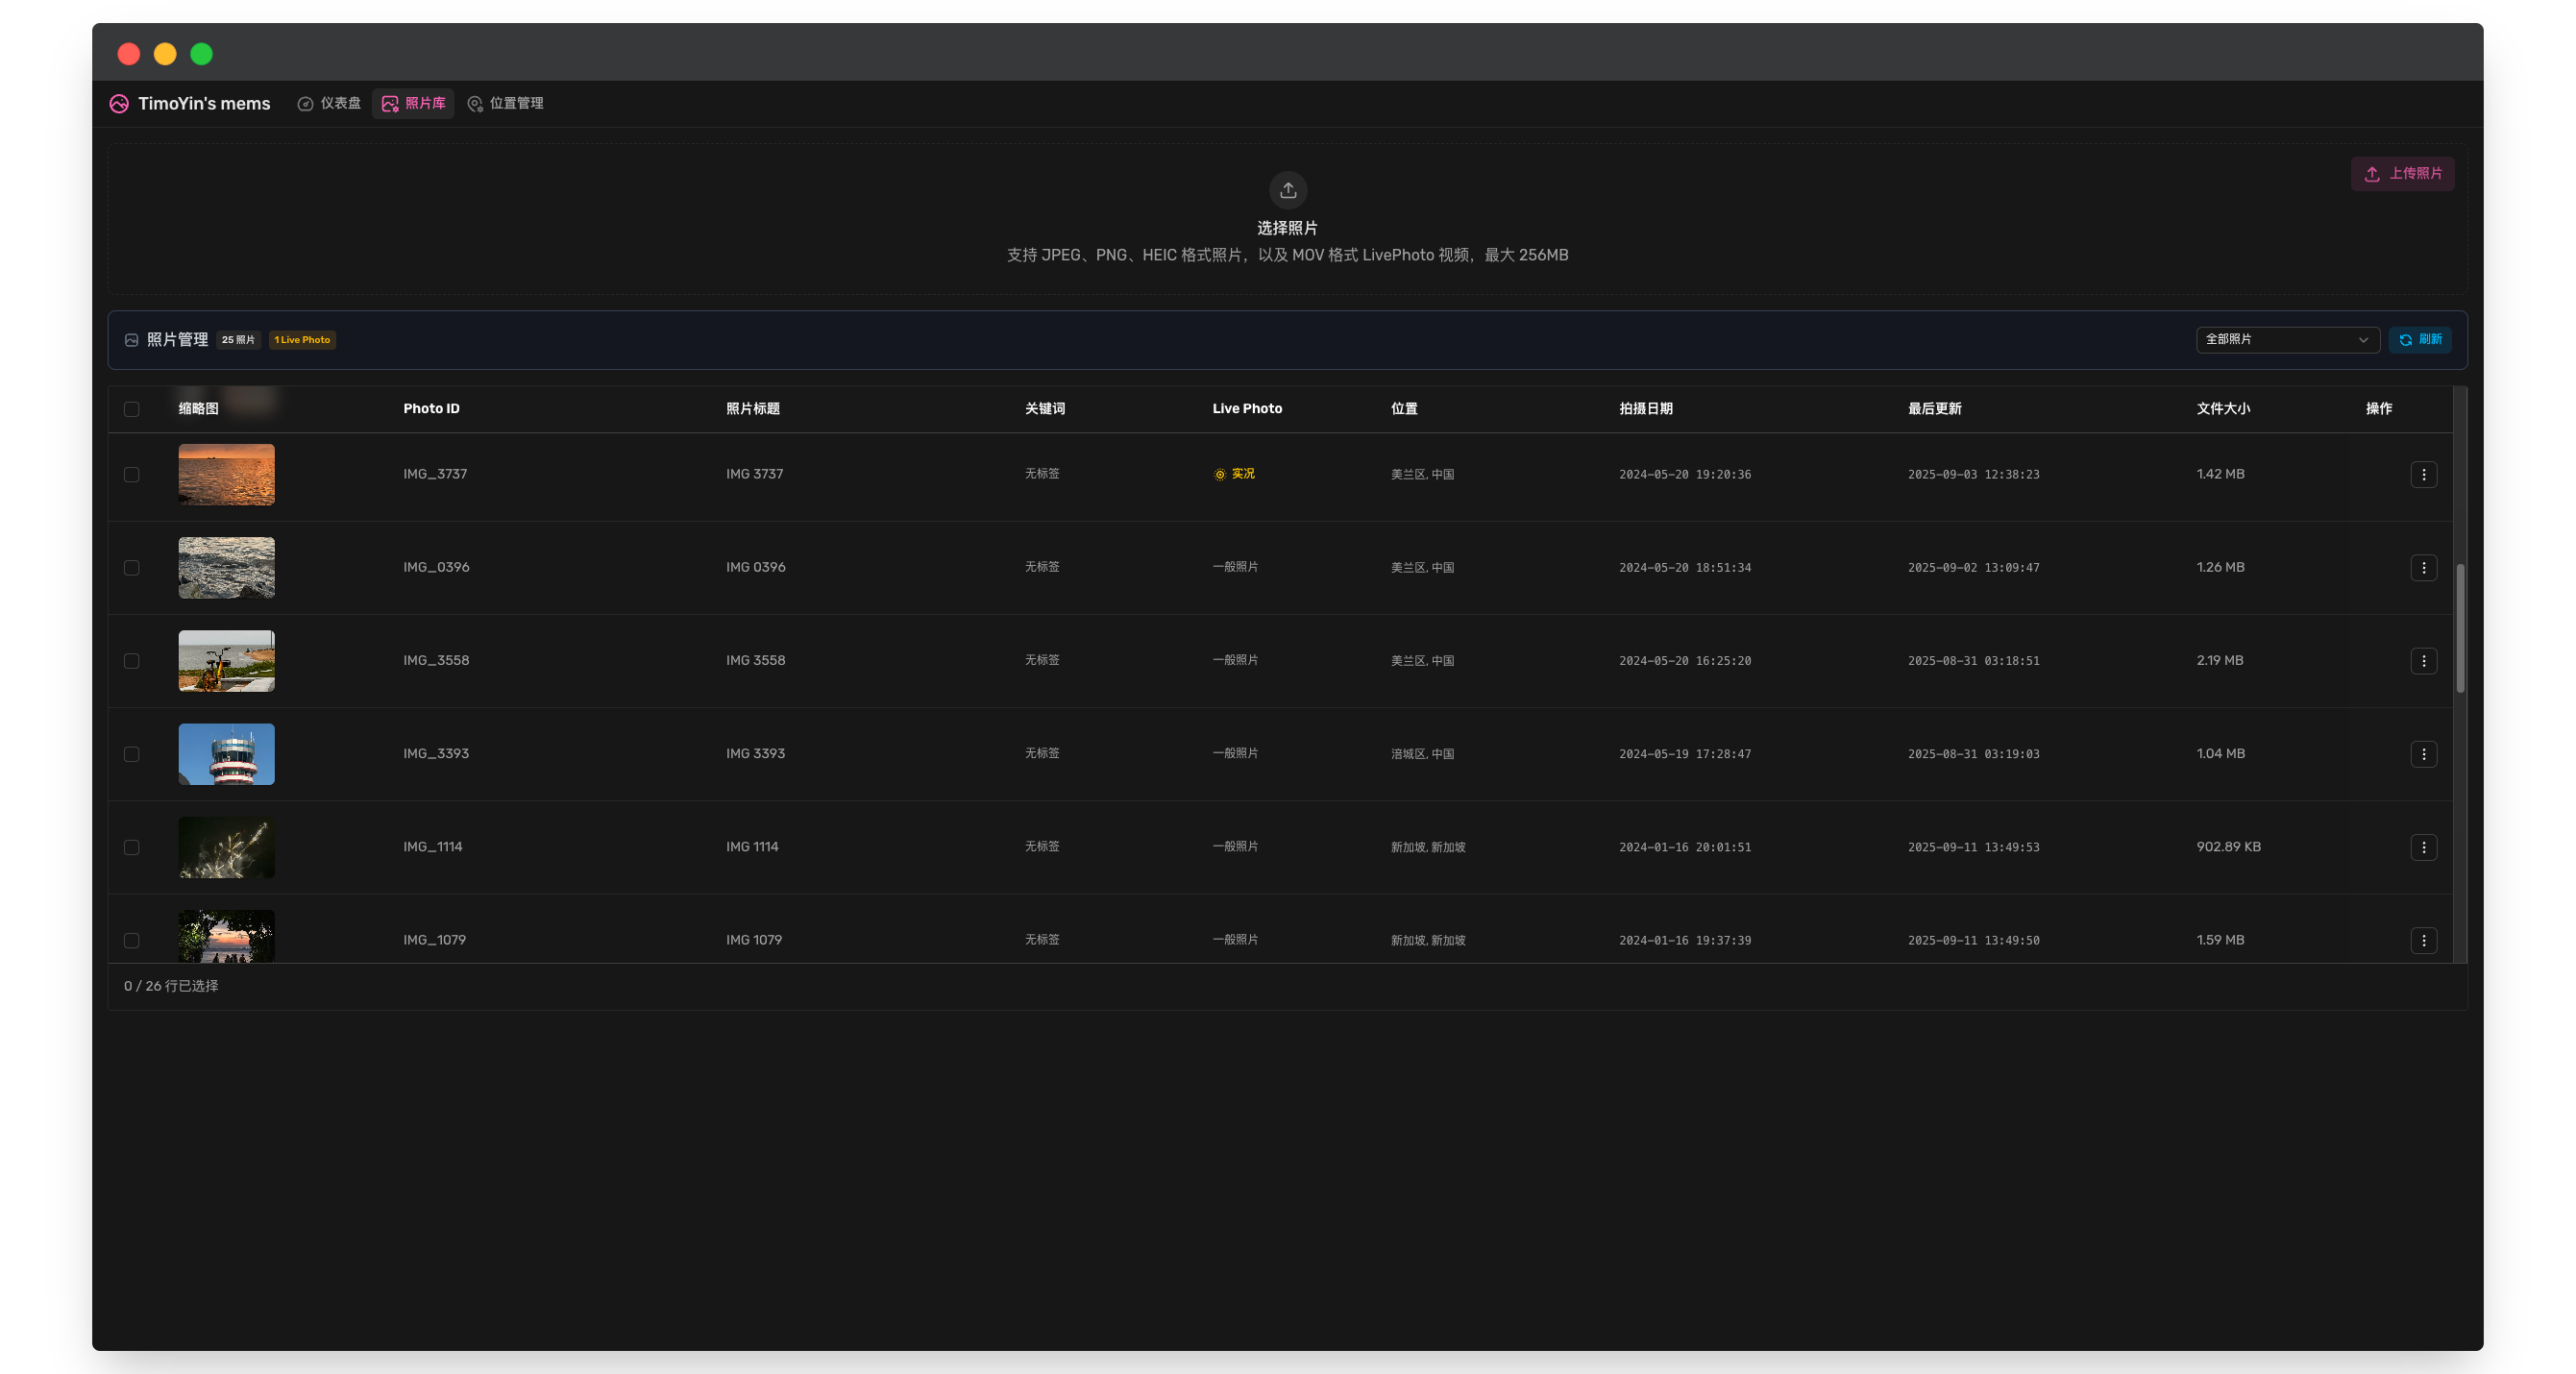 TimoYin's mems 仪表盘 照片库 位置管理
上传照片
选择照片
支持 JPEG、PNG、HEIC 格式照片，以及 MOV 格式 LivePhoto 视频，最大 256MB
照片管理 25 照片 1 Live Photo 全部照片 刷新
缩略图 Photo ID 照片标题 关键词 Live Photo 位置 拍摄日期 最后更新 文件大小 操作
IMG_3737 IMG 3737 无标签 实况 美兰区, 中国 2024-05-20 19:20:36 2025-09-03 12:38:23 1.42 MB
IMG_0396 IMG 0396 无标签 一般照片 美兰区, 中国 2024-05-20 18:51:34 2025-09-02 13:09:47 1.26 MB
IMG_3558 IMG 3558 无标签 一般照片 美兰区, 中国 2024-05-20 16:25:20 2025-08-31 03:18:51 2.19 MB
IMG_3393 IMG 3393 无标签 一般照片 涪城区, 中国 2024-05-19 17:28:47 2025-08-31 03:19:03 1.04 MB
IMG_1114 IMG 1114 无标签 一般照片 新加坡, 新加坡 2024-01-16 20:01:51 2025-09-11 13:49:53 902.89 KB
IMG_1079 IMG 1079 无标签 一般照片 新加坡, 新加坡 2024-01-16 19:37:39 2025-09-11 13:49:50 1.59 MB
0 / 26 行已选择